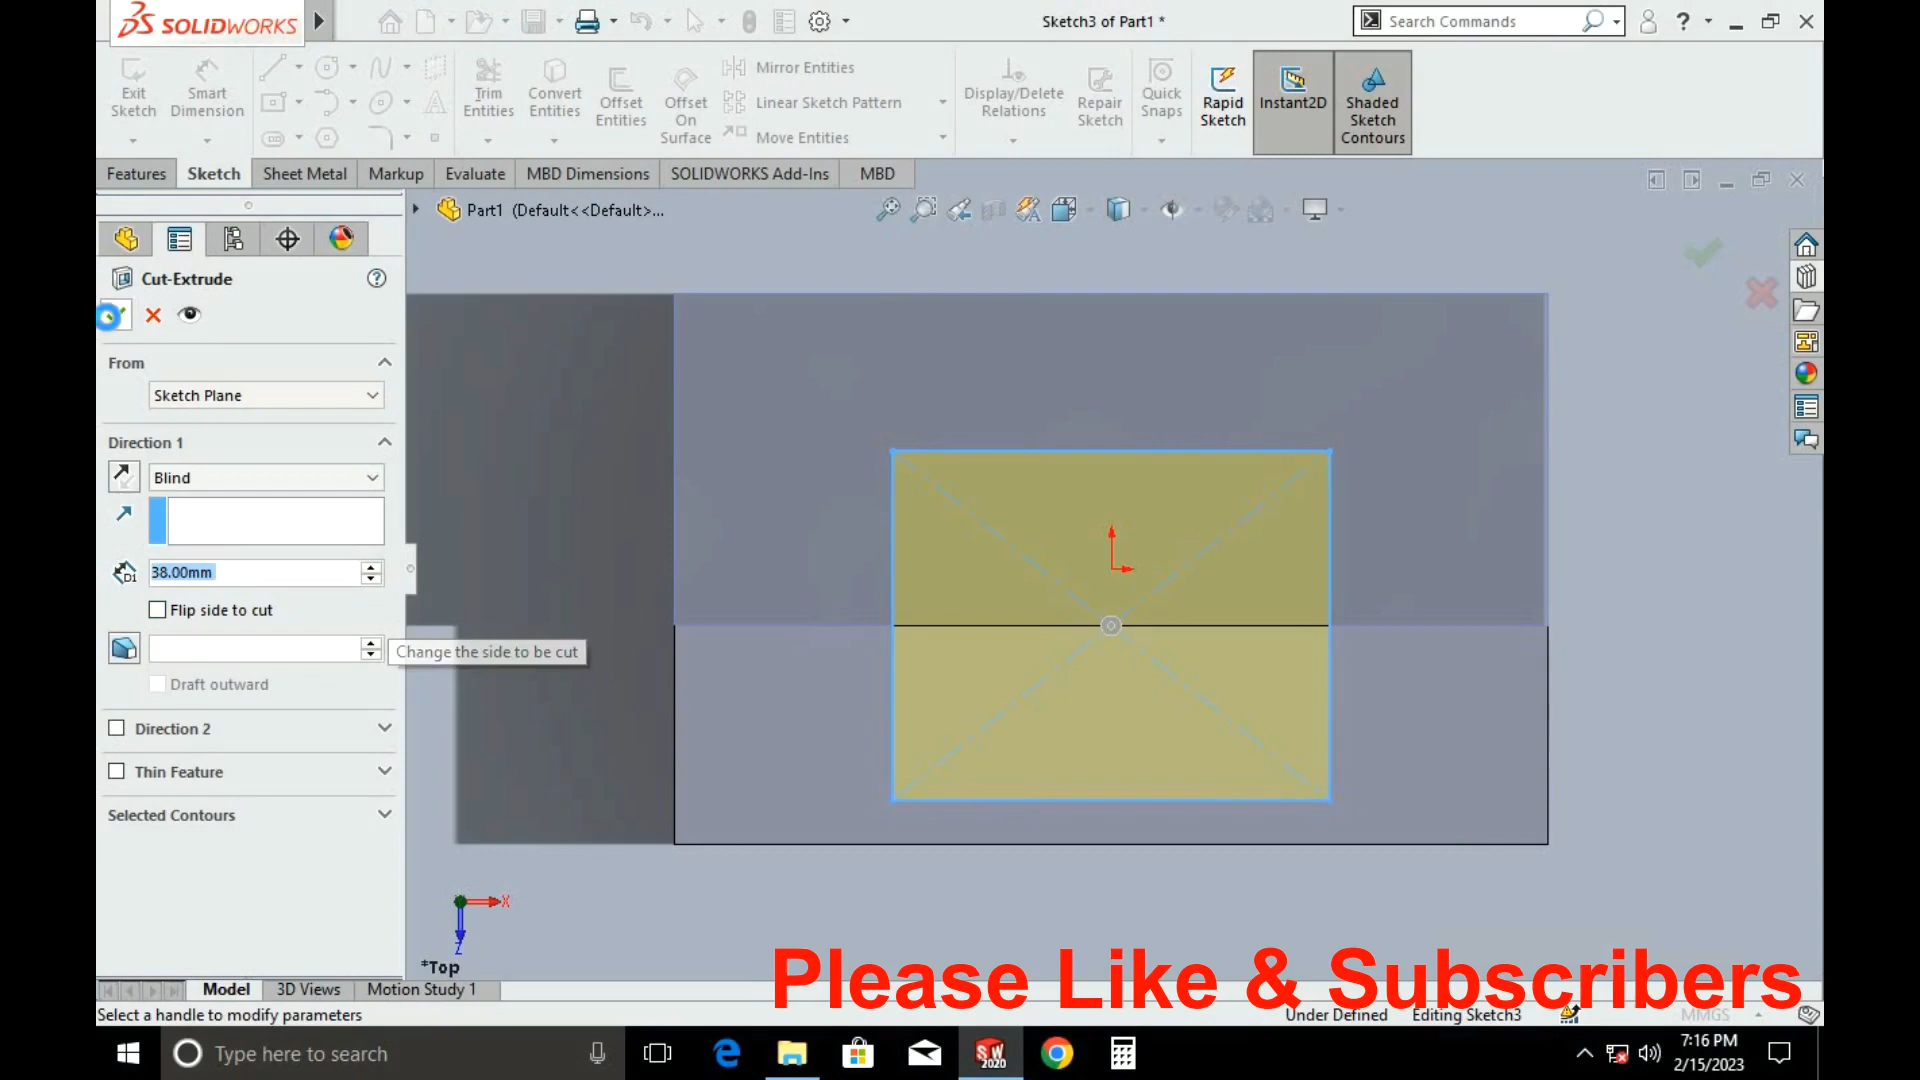 SOLIDWORKS
Sketch3 of Part1 *
Search Commands
Exit Sketch
Smart Dimension
Trim Entities
Convert Entities
Offset Entities
Offset On Surface
Mirror Entities
Linear Sketch Pattern
Move Entities
Display/Delete Relations
Repair Sketch
Quick Snaps
Rapid Sketch
Instant2D
Shaded Sketch Contours
Features
Sketch
Sheet Metal
Markup
Evaluate
MBD Dimensions
SOLIDWORKS Add-Ins
MBD
Part1 (Default<<Default>...
Cut-Extrude
From
Sketch Plane
Direction 1
Blind
D1
38.00mm
Flip side to cut
Change the side to be cut
Draft outward
Direction 2
Thin Feature
Selected Contours
X
Z
*Top
Please Like & Subscribers
Model
3D Views
Motion Study 1
Select a handle to modify parameters
Under Defined
Editing Sketch3
MMGS
Type here to search
SW 2020
7:16 PM
2/15/2023